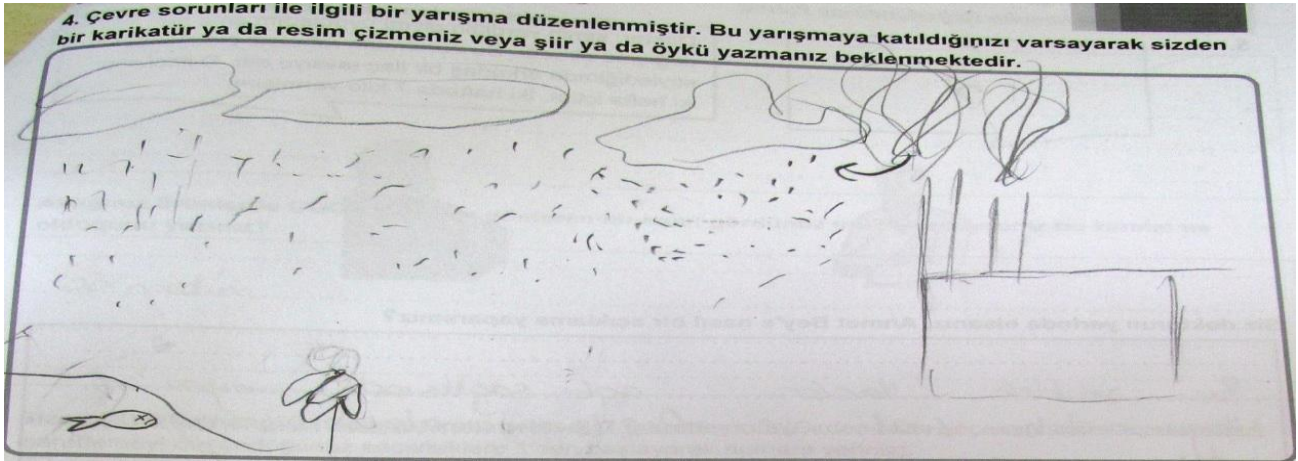 4. Çevre sorunları ile ilgili bir yarışma düzenlenmiştir. Bu yarışmaya katıldığınızı varsayarak sizden
bir karikatür ya da resim çizmeniz veya şiir ya da öykü yazmanız beklenmektedir.